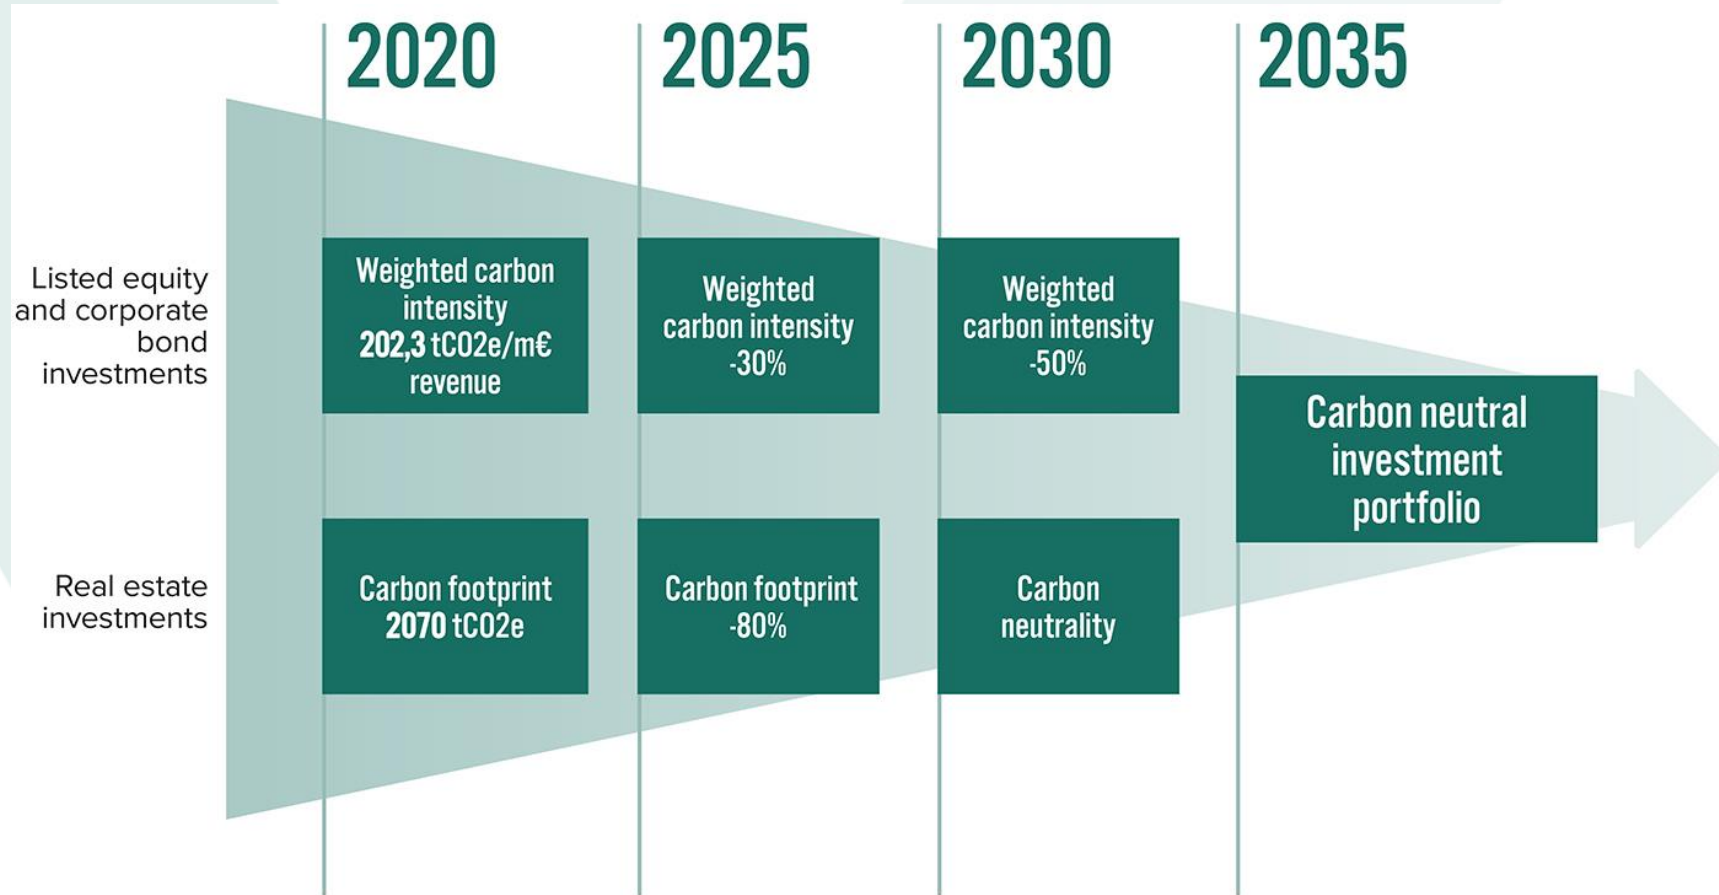 2020
2025
2030
2035
Listed equity
and corporate
bond
investments
Weighted carbon
intensity
202,3 tCO2e/m€
revenue
Weighted
carbon intensity
-30%
Weighted
carbon intensity
-50%
Carbon neutral
investment
portfolio
Real estate
investments
Carbon footprint
2070 tCO2e
Carbon footprint
-80%
Carbon
neutrality